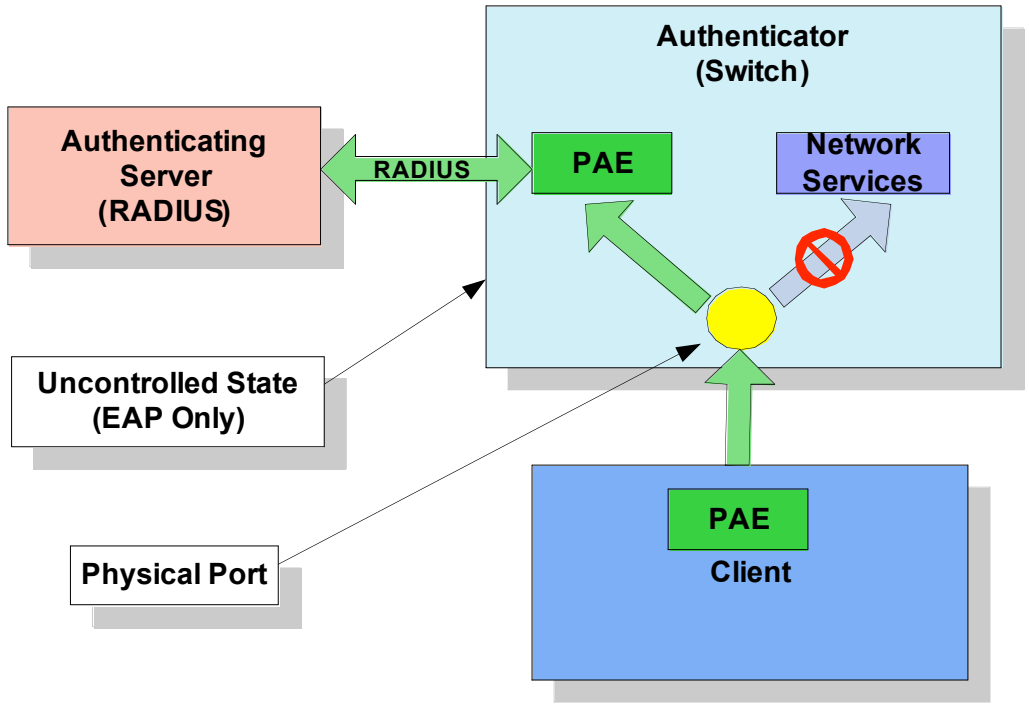 Authenticator
(Switch)
Authenticating
Server
(RADIUS)
RADIUS
PAE
Network
Services
Uncontrolled State
(EAP Only)
Physical Port
PAE
Client